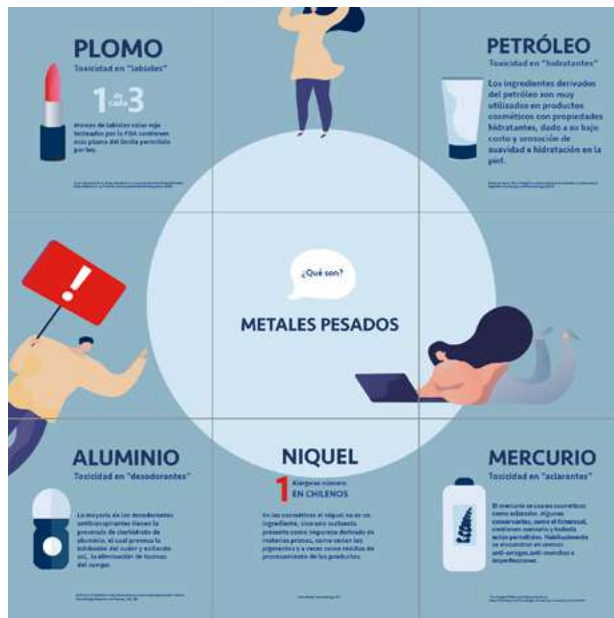 PLOMO
Toxicidad en "labiales"
1 de cada 3
Marcas de labiales color rojo
testeados por la FDA contienen
más plomo del límite permitido
por ley.
PETRÓLEO
Toxicidad en "hidratantes"
Los ingredientes derivados
del petróleo son muy
utilizados en productos
cosméticos con propiedades
hidratantes, dado a su bajo
costo y sensación de
suavidad e hidratación en la
piel.
¿Qué son?
METALES PESADOS
ALUMINIO
Toxicidad en "desodorantes"
La mayoría de los desodorantes
antitranspirantes tienen la
presencia de clorhidrato de
aluminio, el cual provoca la
inhibición del sudor y evitando
así, la eliminación de toxinas
del cuerpo.
NIQUEL
1 Alérgeno número
EN CHILENOS
En los cosméticos el níquel no es un
ingrediente, sino una sustancia
presente como impureza derivada de
materias primas, como varían los
pigmentos y a veces como residuo de
procesamiento de los productos.
MERCURIO
Toxicidad en "aclarantes"
El mercurio se usa en cosméticos
como aclarador. Algunos
conservantes, como el timerosal,
contienen mercurio y todavía
están permitidos. Habitualmente
se encuentran en cremas
anti-arrugas, anti manchas o
imperfecciones.